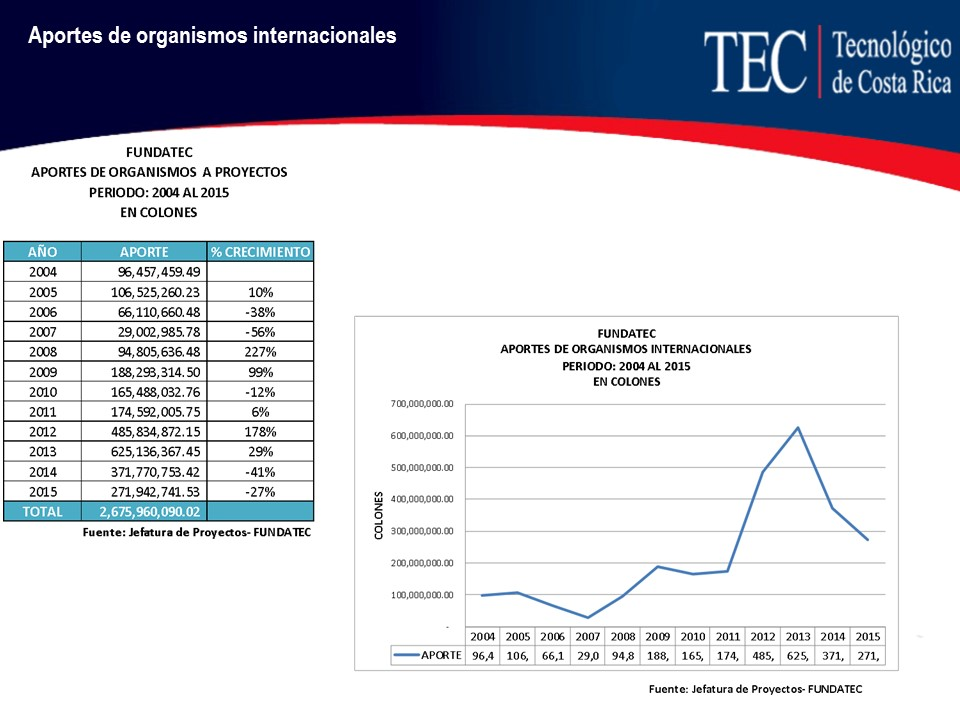 Aportes de organismos internacionales
TEC
Tecnológico
de Costa Rica
FUNDATEC
APORTES DE ORGANISMOS A PROYECTOS
PERIODO: 2004 AL 2015
EN COLONES
AÑO APORTE % CRECIMIENTO
2004 96,457,459.49
2005 106,525,260.23 10%
2006 66,110,660.48 -38%
2007 29,002,985.78 -56%
2008 94,805,636.48 227%
2009 188,293,314.50 99%
2010 165,488,032.76 -12%
2011 174,592,005.75 6%
2012 485,834,872.15 178%
2013 625,136,367.45 29%
2014 371,770,753.42 -41%
2015 271,942,741.53 -27%
TOTAL 2,675,960,090.02
Fuente: Jefatura de Proyectos- FUNDATEC
FUNDATEC
APORTES DE ORGANISMOS INTERNACIONALES
PERIODO: 2004 AL 2015
EN COLONES
COLONES
700,000,000.00
600,000,000.00
500,000,000.00
400,000,000.00
300,000,000.00
200,000,000.00
100,000,000.00
-
2004 2005 2006 2007 2008 2009 2010 2011 2012 2013 2014 2015
APORTE 96,4 106, 66,1 29,0 94,8 188, 165, 174, 485, 625, 371, 271,
Fuente: Jefatura de Proyectos- FUNDATEC